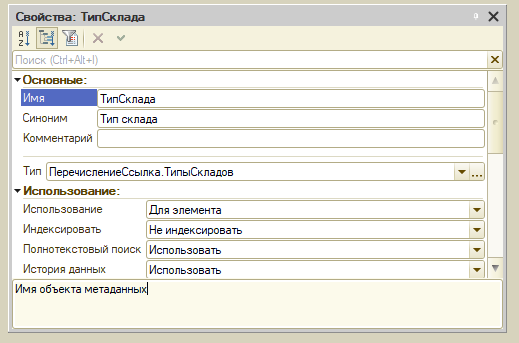 Свойства: ТипСклада
Поиск (Ctrl+Alt+I)
Основные:
Имя ТипСклада
Синоним Тип склада
Комментарий
Тип ПеречислениеСсылка.ТипыСкладов ...
Использование:
Использование Для элемента
Индексировать Не индексировать
Полнотекстовый поиск Использовать
История данных Использовать
Имя объекта метаданных